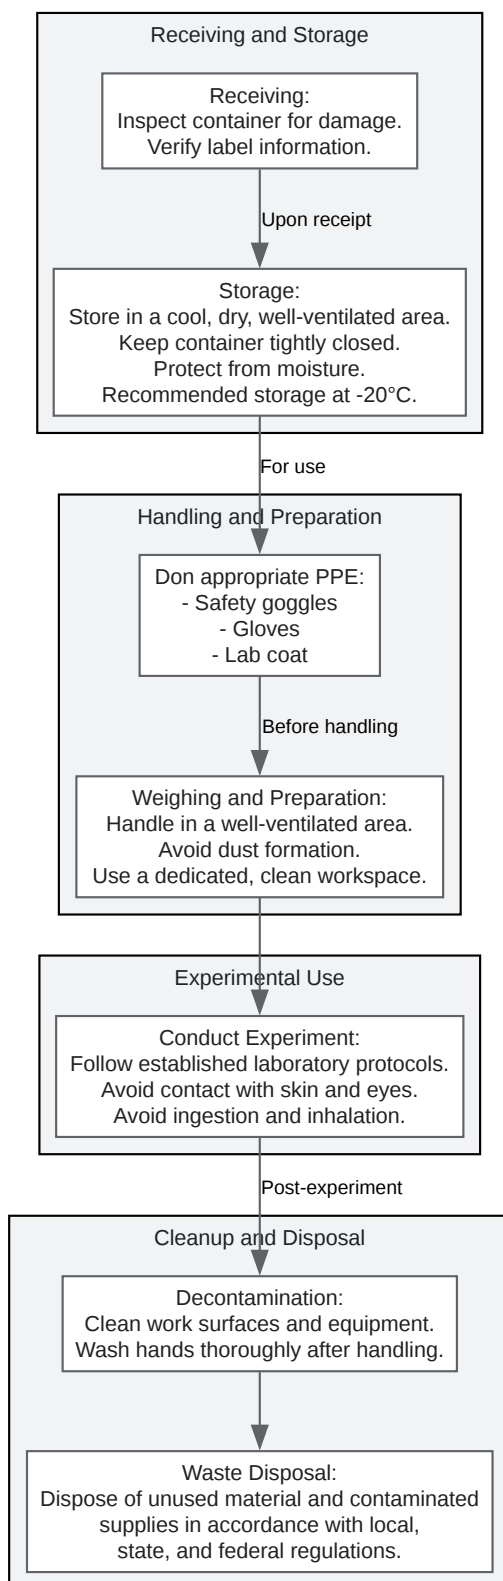 Receiving and Storage
Receiving:
Inspect container for damage.
Verify label information.
Upon receipt
Storage:
Store in a cool, dry, well-ventilated area.
Keep container tightly closed.
Protect from moisture.
Recommended storage at -20°C.
For use
Handling and Preparation
Don appropriate PPE:
- Safety goggles
- Gloves
- Lab coat
Before handling
Weighing and Preparation:
Handle in a well-ventilated area.
Avoid dust formation.
Use a dedicated, clean workspace.
Experimental Use
Conduct Experiment:
Follow established laboratory protocols.
Avoid contact with skin and eyes.
Avoid ingestion and inhalation.
Post-experiment
Cleanup and Disposal
Decontamination:
Clean work surfaces and equipment.
Wash hands thoroughly after handling.
Waste Disposal:
Dispose of unused material and contaminated
supplies in accordance with local,
state, and federal regulations.